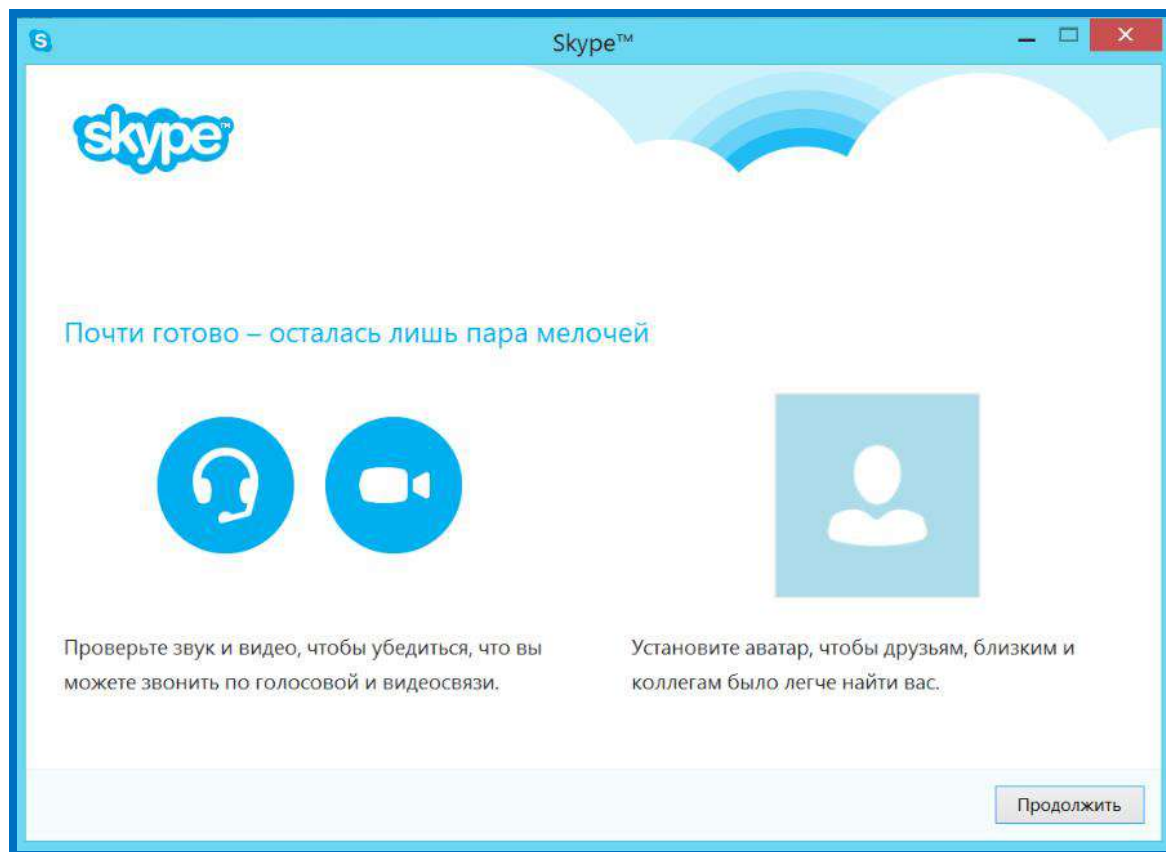 Skype™
skype™
Почти готово – осталась лишь пара мелочей
Проверьте звук и видео, чтобы убедиться, что вы
можете звонить по голосовой и видеосвязи.
Установите аватар, чтобы друзьям, близким и
коллегам было легче найти вас.
Продолжить